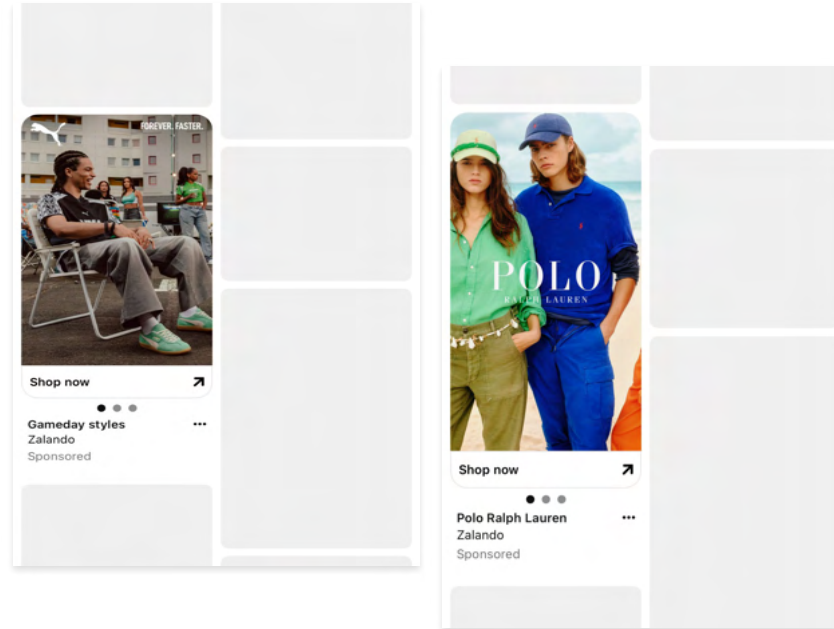 FOREVER. FASTER.
Shop now
Gameday styles
Zalando
Sponsored
POLO
RALPH LAUREN
Shop now
Polo Ralph Lauren
Zalando
Sponsored